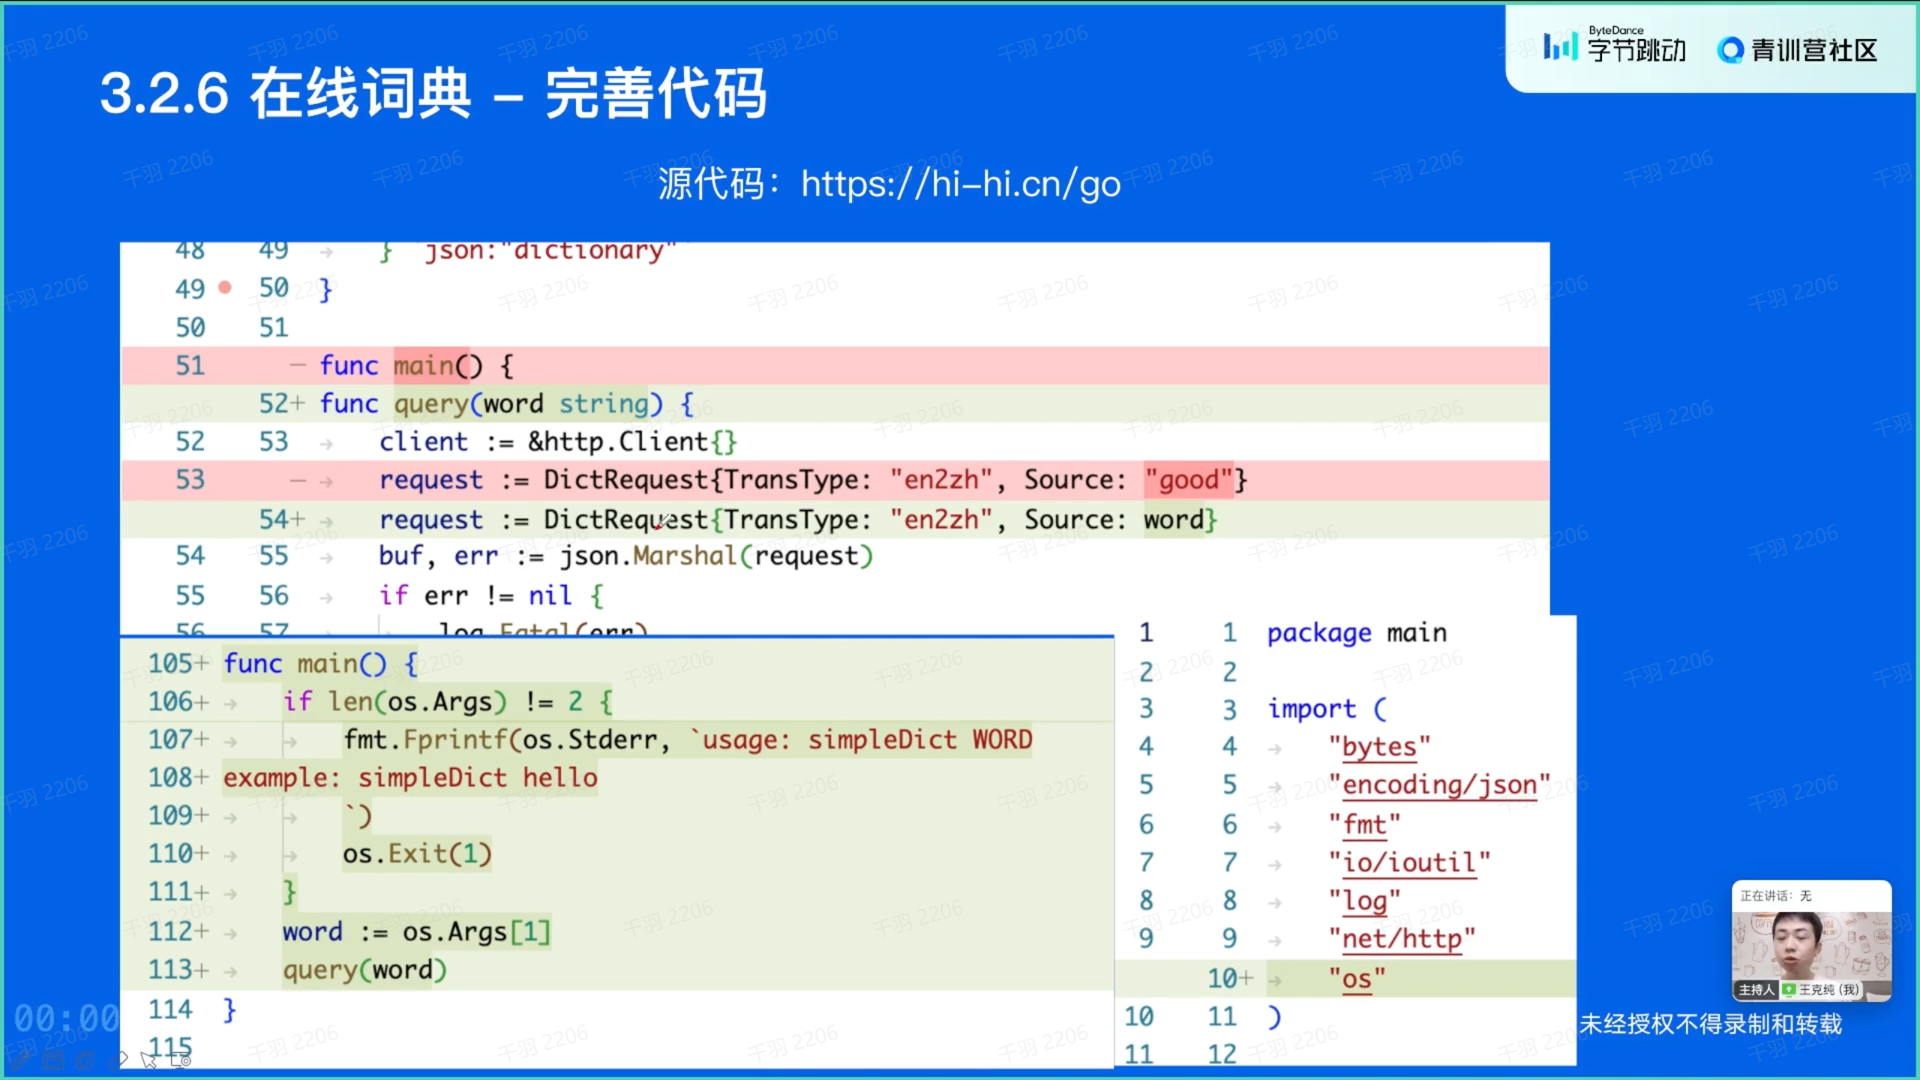 ByteDance
字节跳动
青训营社区
3.2.6 在线词典 – 完善代码
源代码：https://hi-hi.cn/go
48 49 → } `json:"dictionary"`
49 50 }
50 51
51 — func main() {
52+ func query(word string) {
52 53 → client := &http.Client{}
53 — → request := DictRequest{TransType: "en2zh", Source: "good"}
54+ → request := DictRequest{TransType: "en2zh", Source: word}
54 55 → buf, err := json.Marshal(request)
55 56 → if err != nil {
56 57 log.Fatal(err)
105+ func main() {
106+ → if len(os.Args) != 2 {
107+ → → fmt.Fprintf(os.Stderr, `usage: simpleDict WORD
108+ example: simpleDict hello
109+ → → `)
110+ → → os.Exit(1)
111+ → }
112+ → word := os.Args[1]
113+ → query(word)
114 }
115
1 1 package main
2 2
3 3 import (
4 4 → "bytes"
5 5 → "encoding/json"
6 6 → "fmt"
7 7 → "io/ioutil"
8 8 → "log"
9 9 → "net/http"
10+ → "os"
10 11 )
11 12
正在讲话: 无
主持人 王克纯 (我)
未经授权不得录制和转载
00:00
千羽 2206